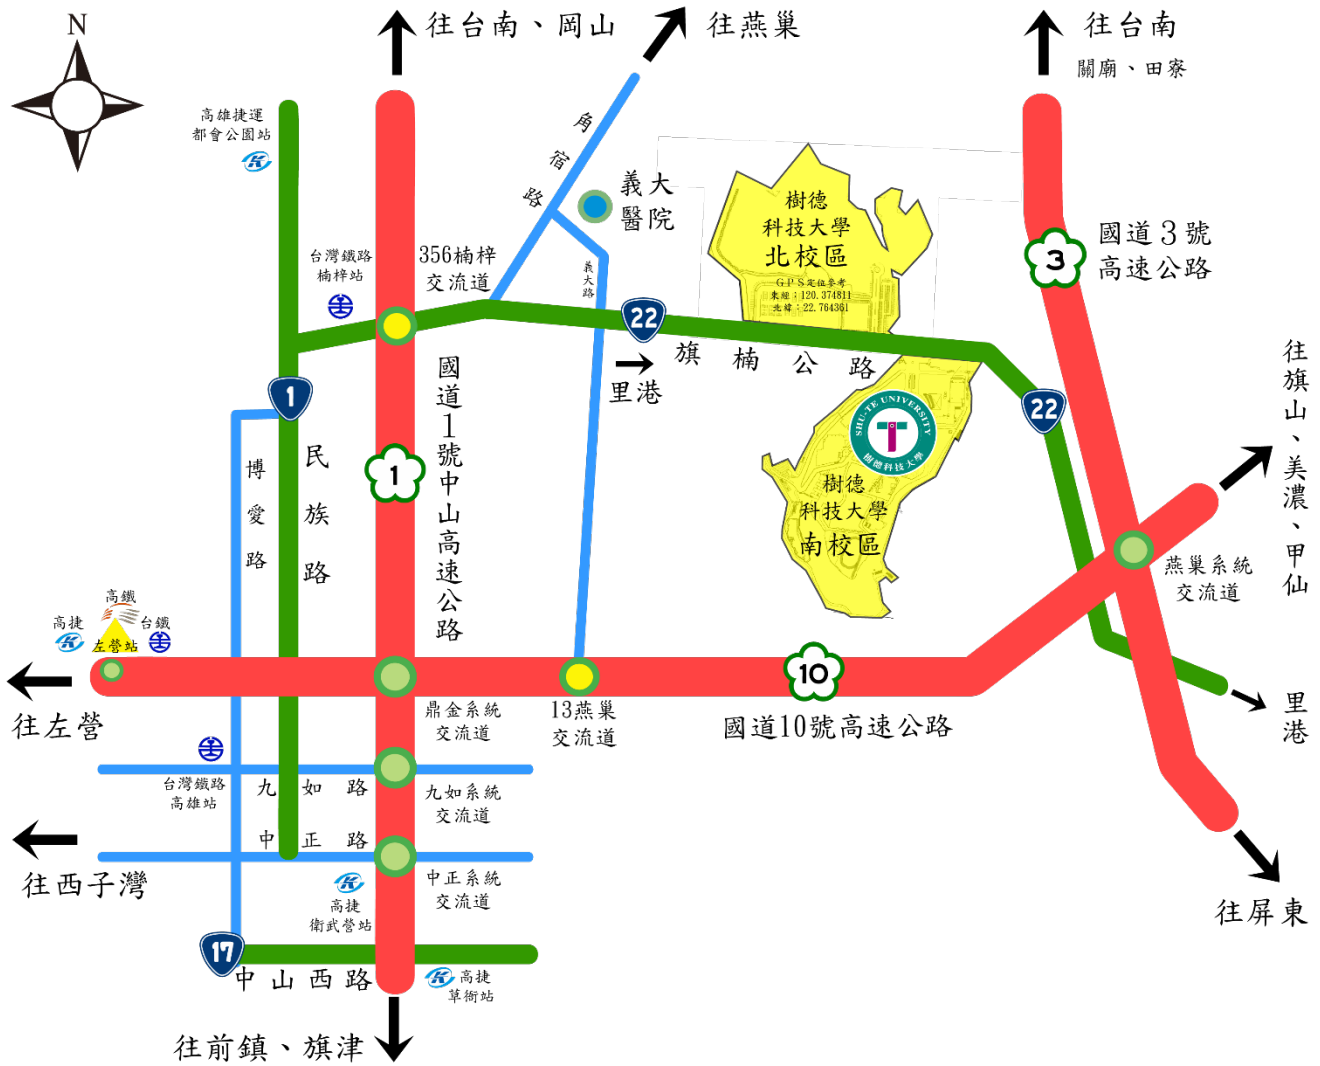 N
往台南、岡山
往燕巢
往台南
關廟、田寮
高雄捷運
都會公園站
角宿路
義大
醫院
樹德
科技大學
北校區
GPS定位參考
東經：120.374811
北緯：22.764361
國道3號
高速公路
3
台灣鐵路
楠梓站
356楠梓
交流道
義大路
22
旗楠公路
里港
1
民族路
博愛路
國道1號中山高速公路
1
SHU-TE UNIVERSITY
樹德科技大學
樹德
科技大學
南校區
22
往旗山、美濃、甲仙
燕巢系統
交流道
高鐵
高捷
台鐵
左營站
往左營
鼎金系統
交流道
13燕巢
交流道
10
國道10號高速公路
里港
台灣鐵路
高雄站
九如路
九如系統
交流道
中正路
往西子灣
中正系統
交流道
高捷
衛武營站
往屏東
17
中山西路
高捷
草衙站
往前鎮、旗津